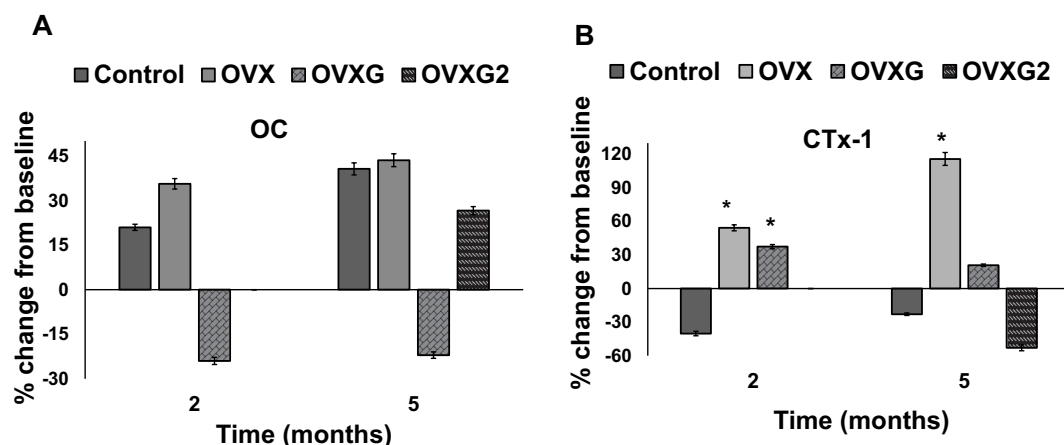 A
Control OVX OVXG OVXG2
OC
% change from baseline
45
30
15
0
-15
-30
2 5
Time (months)
B
Control OVX OVXG OVXG2
CTx-1
% change from baseline
120
90
60
30
0
-30
-60
* * *
2 5
Time (months)